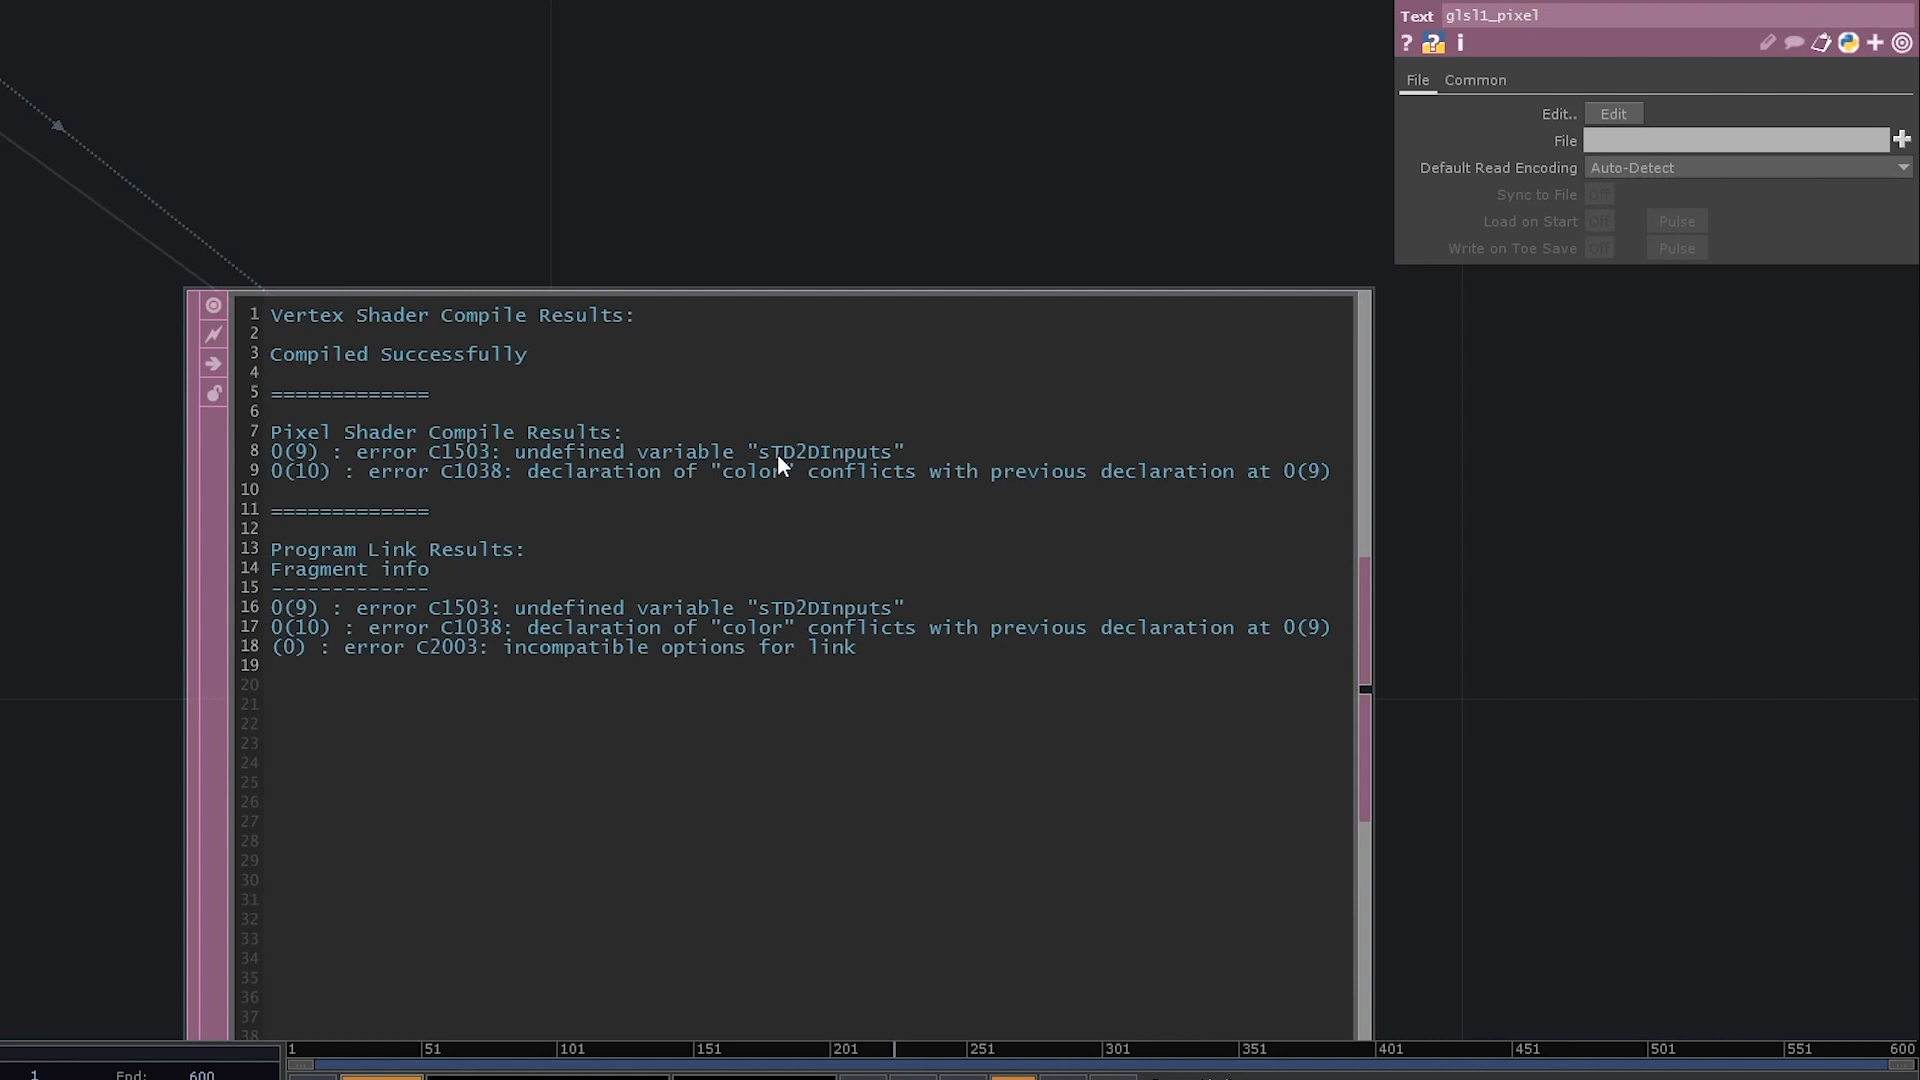 Text glsl1_pixel
? ? i
File Common
Edit.. Edit
File
Default Read Encoding Auto-Detect
Sync to File Off
Load on Start Off Pulse
Write on Toe Save Off Pulse
1 Vertex Shader Compile Results:
2
3 Compiled Successfully
4
5 =============
6
7 Pixel Shader Compile Results:
8 0(9) : error C1503: undefined variable "sTD2DInputs"
9 0(10) : error C1038: declaration of "color" conflicts with previous declaration at 0(9)
10
11 =============
12
13 Program Link Results:
14 Fragment info
15 -------------
16 0(9) : error C1503: undefined variable "sTD2DInputs"
17 0(10) : error C1038: declaration of "color" conflicts with previous declaration at 0(9)
18 (0) : error C2003: incompatible options for link
19
20
21
22
23
24
25
26
27
28
29
30
31
32
33
34
35
36
37
38
1 51 101 151 201 251 301 351 401 451 501 551 600
1 End: 600